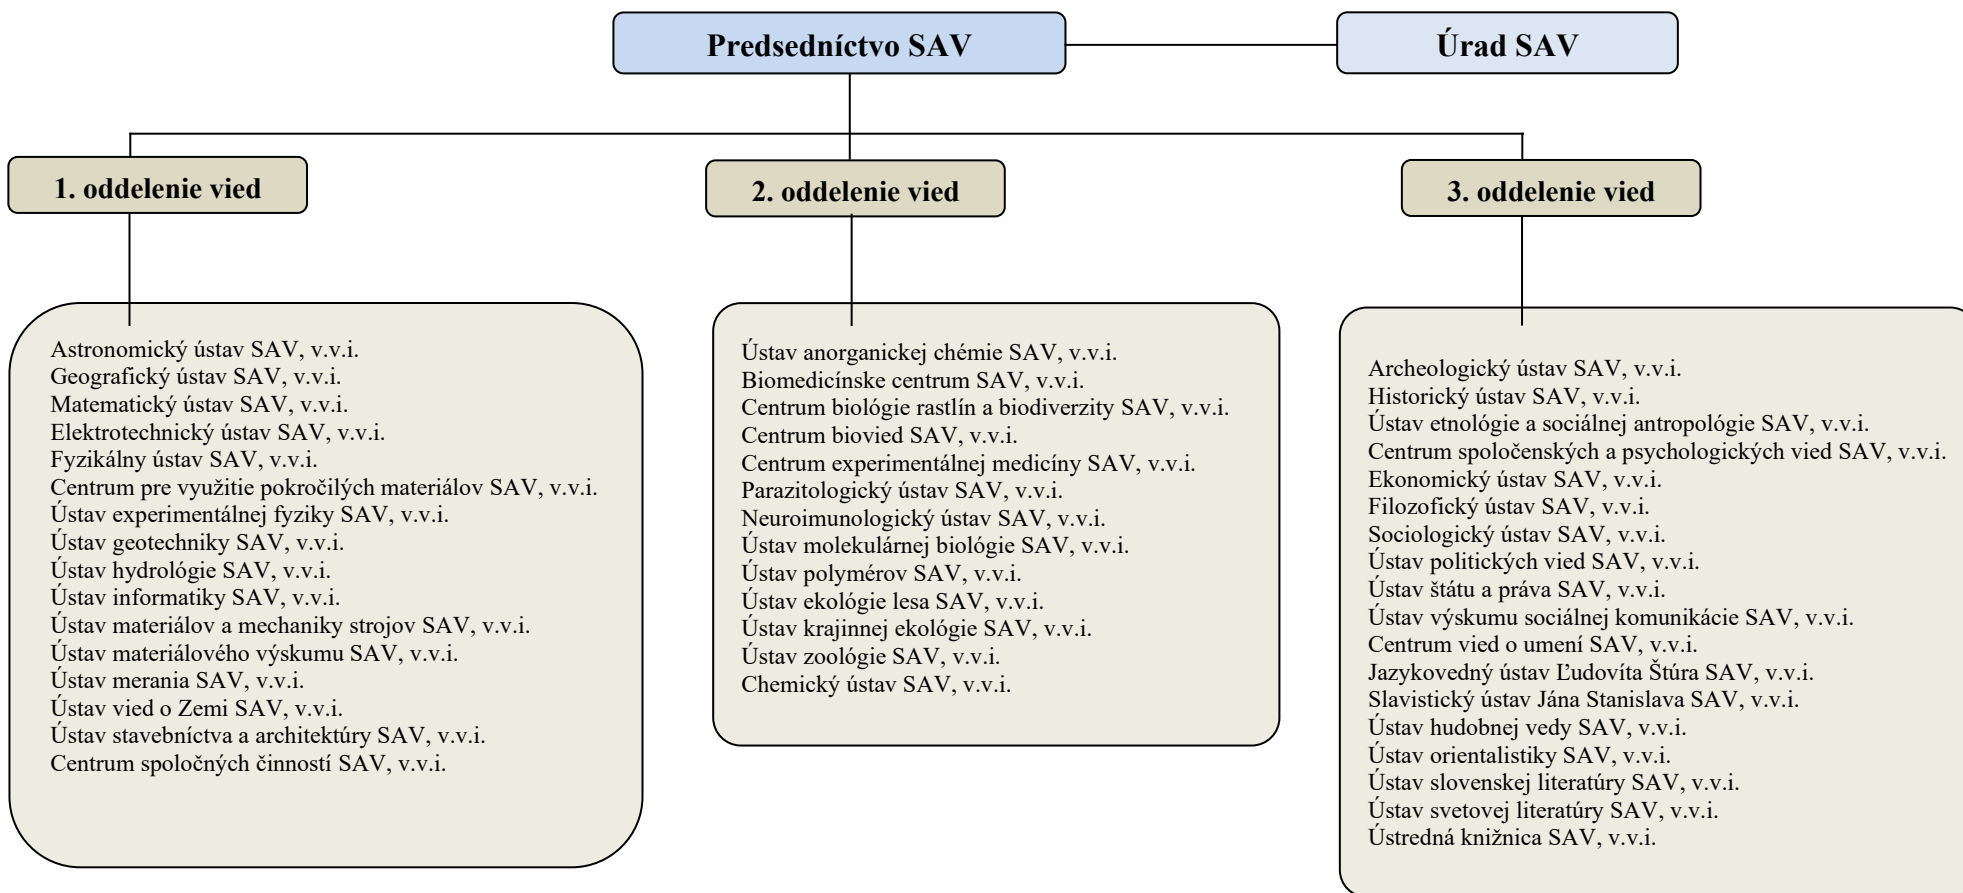 Predsedníctvo SAV
Úrad SAV
1. oddelenie vied
2. oddelenie vied
3. oddelenie vied
Astronomický ústav SAV, v.v.i.
Geografický ústav SAV, v.v.i.
Matematický ústav SAV, v.v.i.
Elektrotechnický ústav SAV, v.v.i.
Fyzikálny ústav SAV, v.v.i.
Centrum pre využitie pokročilých materiálov SAV, v.v.i.
Ústav experimentálnej fyziky SAV, v.v.i.
Ústav geotechniky SAV, v.v.i.
Ústav hydrológie SAV, v.v.i.
Ústav informatiky SAV, v.v.i.
Ústav materiálov a mechaniky strojov SAV, v.v.i.
Ústav materiálového výskumu SAV, v.v.i.
Ústav merania SAV, v.v.i.
Ústav vied o Zemi SAV, v.v.i.
Ústav stavebníctva a architektúry SAV, v.v.i.
Centrum spoločných činností SAV, v.v.i.
Ústav anorganickej chémie SAV, v.v.i.
Biomedicínske centrum SAV, v.v.i.
Centrum biológie rastlín a biodiverzity SAV, v.v.i.
Centrum biovied SAV, v.v.i.
Centrum experimentálnej medicíny SAV, v.v.i.
Parazitologický ústav SAV, v.v.i.
Neuroimunologický ústav SAV, v.v.i.
Ústav molekulárnej biológie SAV, v.v.i.
Ústav polymérov SAV, v.v.i.
Ústav ekológie lesa SAV, v.v.i.
Ústav krajinnej ekológie SAV, v.v.i.
Ústav zoológie SAV, v.v.i.
Chemický ústav SAV, v.v.i.
Archeologický ústav SAV, v.v.i.
Historický ústav SAV, v.v.i.
Ústav etnológie a sociálnej antropológie SAV, v.v.i.
Centrum spoločenských a psychologických vied SAV, v.v.i.
Ekonomický ústav SAV, v.v.i.
Filozofický ústav SAV, v.v.i.
Sociologický ústav SAV, v.v.i.
Ústav politických vied SAV, v.v.i.
Ústav štátu a práva SAV, v.v.i.
Ústav výskumu sociálnej komunikácie SAV, v.v.i.
Centrum vied o umení SAV, v.v.i.
Jazykovedný ústav Ľudovíta Štúra SAV, v.v.i.
Slavistický ústav Jána Stanislava SAV, v.v.i.
Ústav hudobnej vedy SAV, v.v.i.
Ústav orientalistiky SAV, v.v.i.
Ústav slovenskej literatúry SAV, v.v.i.
Ústav svetovej literatúry SAV, v.v.i.
Ústredná knižnica SAV, v.v.i.